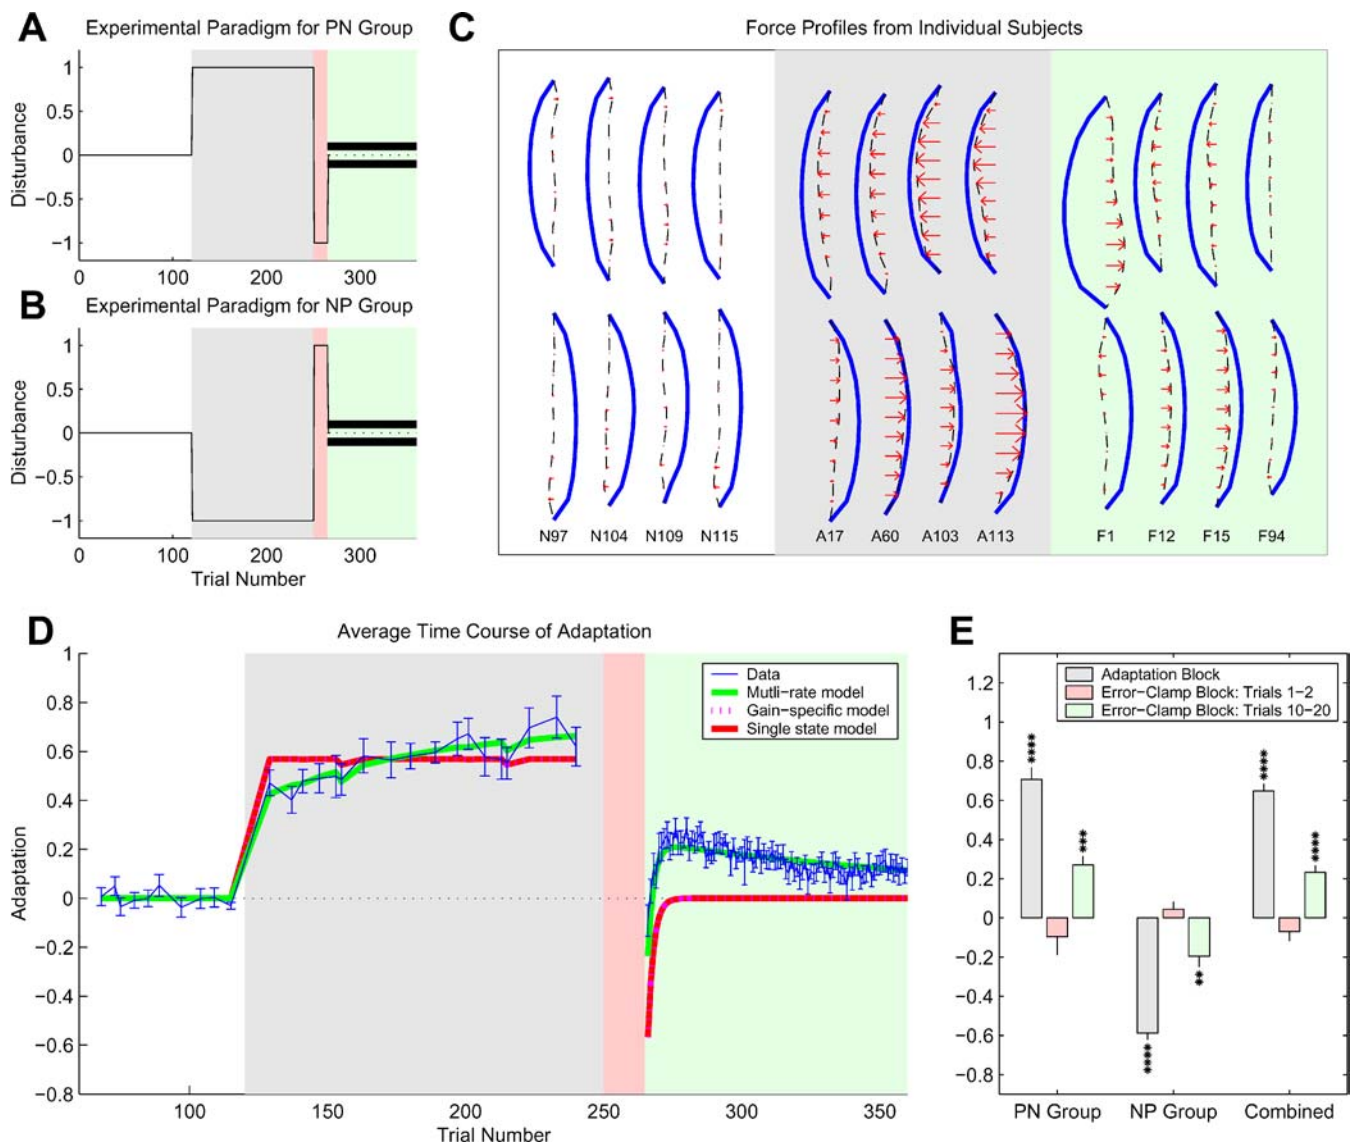 A
Experimental Paradigm for PN Group
Disturbance
1
0.5
0
−0.5
−1
0 100 200 300
B
Experimental Paradigm for NP Group
Disturbance
1
0.5
0
−0.5
−1
0 100 200 300
Trial Number
C
Force Profiles from Individual Subjects
N97 N104 N109 N115 A17 A60 A103 A113 F1 F12 F15 F94
D
Average Time Course of Adaptation
Adaptation
1
0.8
0.6
0.4
0.2
0
−0.2
−0.4
−0.6
−0.8
100 150 200 250 300 350
Trial Number
Data
Mutli−rate model
Gain−specific model
Single state model
E
Adaptation Block
Error−Clamp Block: Trials 1−2
Error−Clamp Block: Trials 10−20
1.2
1
0.8
0.6
0.4
0.2
0
−0.2
−0.4
−0.6
−0.8
****
***
****
**
****
****
PN Group NP Group Combined